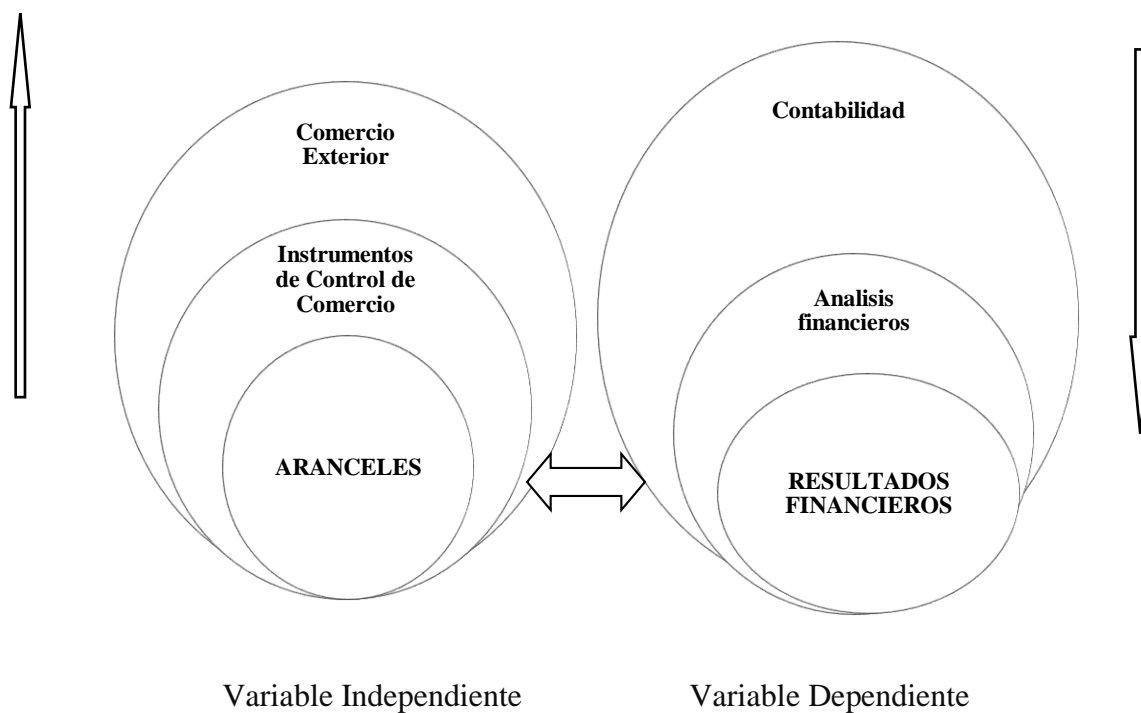 Comercio
Exterior
Instrumentos
de Control de
Comercio
ARANCELES
Contabilidad
Analisis
financieros
RESULTADOS
FINANCIEROS
Variable Independiente
Variable Dependiente